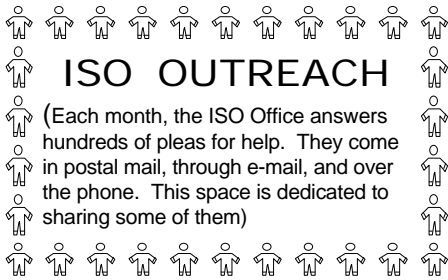 ISO OUTREACH
(Each month, the ISO Office answers
hundreds of pleas for help. They come
in postal mail, through e-mail, and over
the phone. This space is dedicated to
sharing some of them)